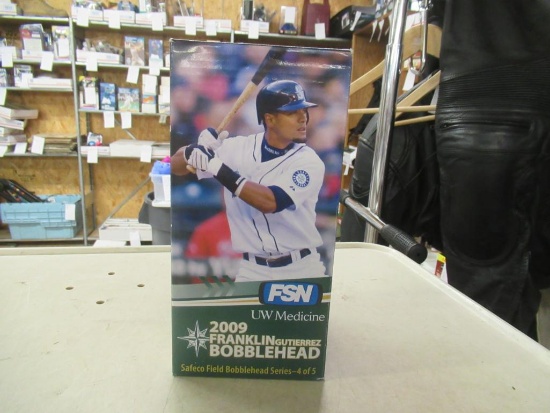 FSN
UW Medicine
2009
FRANKLIN GUTIERREZ
BOBBLEHEAD
Safeco Field Bobblehead Series-4 of 5